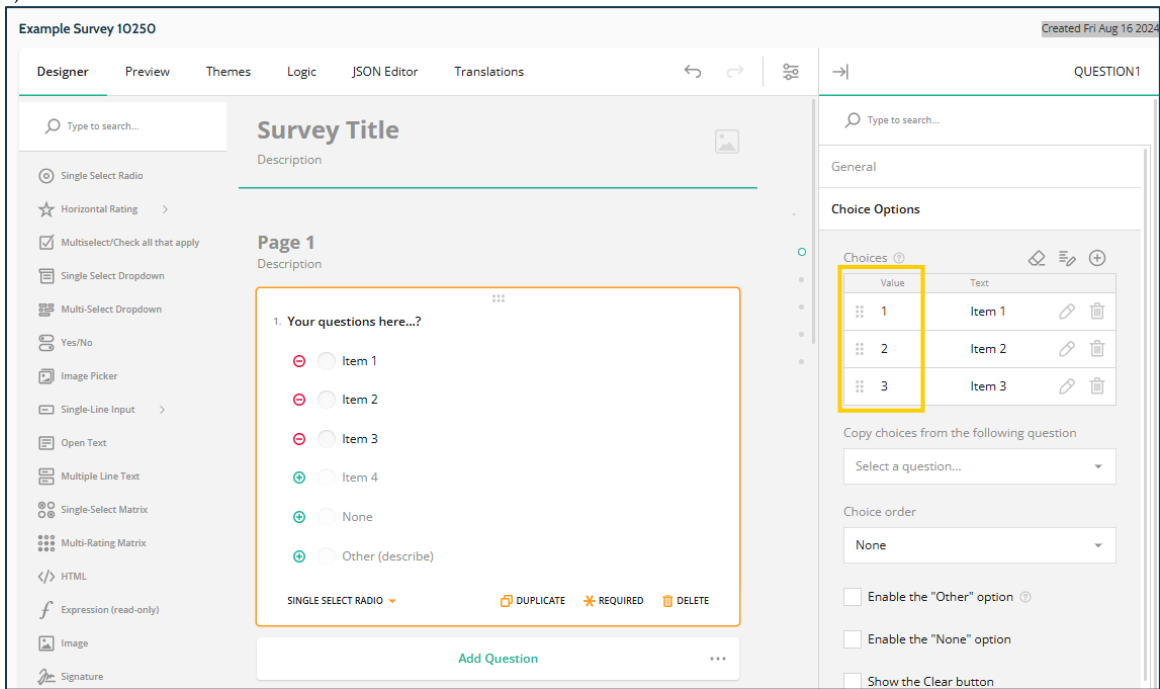 Example Survey 10250
Created Fri Aug 16 2024
Designer Preview Themes Logic JSON Editor Translations
QUESTION1
Type to search...
Single Select Radio
Horizontal Rating
Multiselect/Check all that apply
Single Select Dropdown
Multi-Select Dropdown
Yes/No
Image Picker
Single-Line Input
Open Text
Multiple Line Text
Single-Select Matrix
Multi-Rating Matrix
HTML
Expression (read-only)
Image
Signature
Survey Title
Description
Page 1
Description
1. Your questions here...?
Item 1
Item 2
Item 3
Item 4
None
Other (describe)
SINGLE SELECT RADIO DUPLICATE REQUIRED DELETE
Add Question
Type to search...
General
Choice Options
Choices
Value Text
1 Item 1
2 Item 2
3 Item 3
Copy choices from the following question
Select a question...
Choice order
None
Enable the "Other" option
Enable the "None" option
Show the Clear button